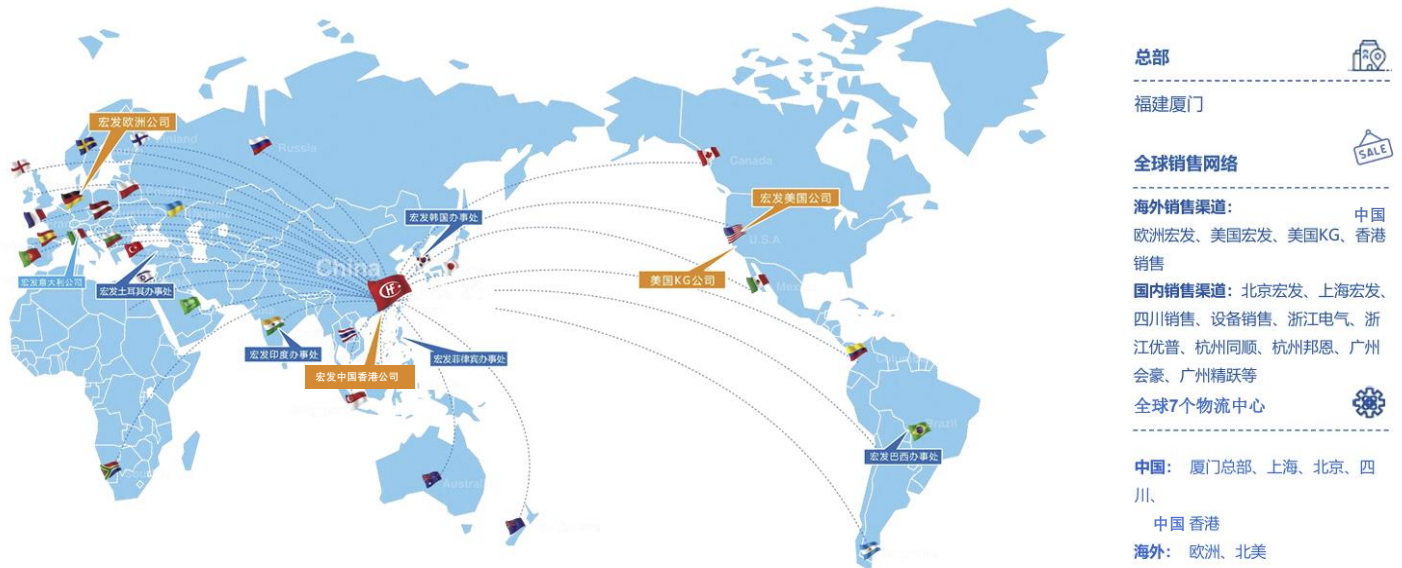 宏发欧洲公司
Finland
Russia
Canada
宏发美国公司
宏发韩国办事处
U.S.A
China
美国KG公司
宏发意大利公司
宏发土耳其办事处
宏发印度办事处
宏发菲律宾办事处
宏发中国香港公司
Brazil
宏发巴西办事处
Australi
总部
福建厦门
SALE
全球销售网络
海外销售渠道：
中国
欧洲宏发、美国宏发、美国KG、香港
销售
国内销售渠道：北京宏发、上海宏发、
四川销售、设备销售、浙江电气、浙
江优普、杭州同顺、杭州邦恩、广州
会豪、广州精跃等
全球7个物流中心
中国： 厦门总部、上海、北京、四
川、
中国 香港
海外： 欧洲、北美